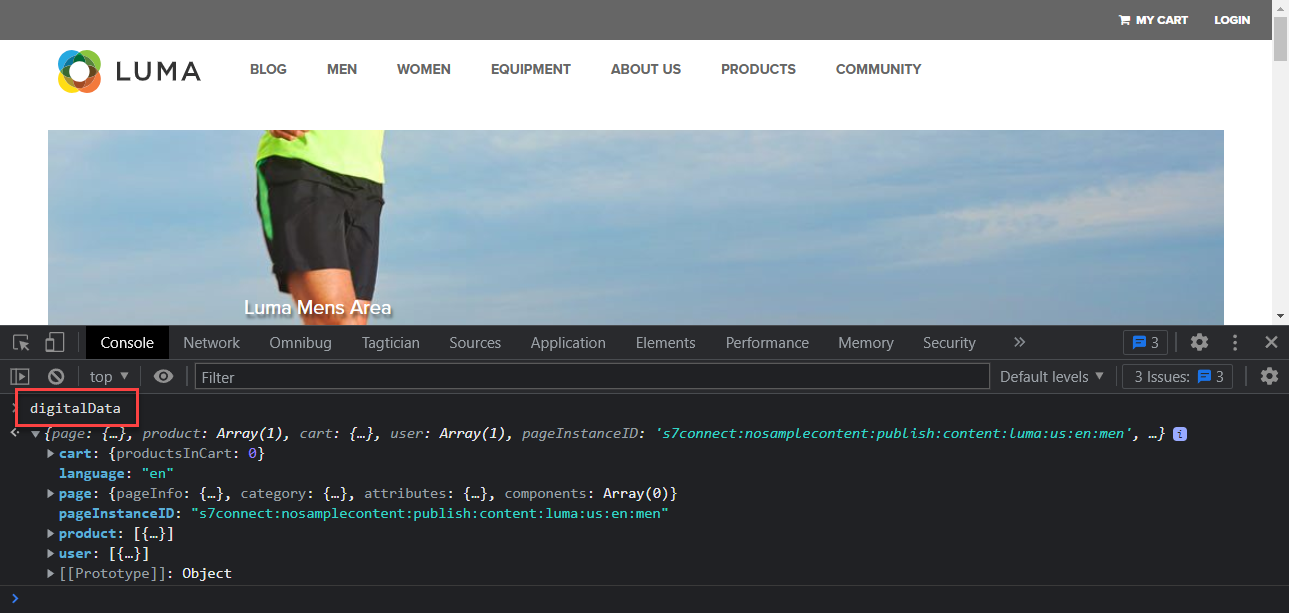 MY CART LOGIN
LUMA BLOG MEN WOMEN EQUIPMENT ABOUT US PRODUCTS COMMUNITY
Luma Mens Area
Console Network Omnibug Tagtician Sources Application Elements Performance Memory Security » 3
top ▼ Filter Default levels ▼ 3 Issues: 3
> digitalData
{page: {…}, product: Array(1), cart: {…}, user: Array(1), pageInstanceID: 's7connect:nosamplecontent:publish:content:luma:us:en:men', …} i
cart: {productsInCart: 0}
language: "en"
page: {pageInfo: {…}, category: {…}, attributes: {…}, components: Array(0)}
pageInstanceID: "s7connect:nosamplecontent:publish:content:luma:us:en:men"
product: [{…}]
user: [{…}]
[[Prototype]]: Object
>